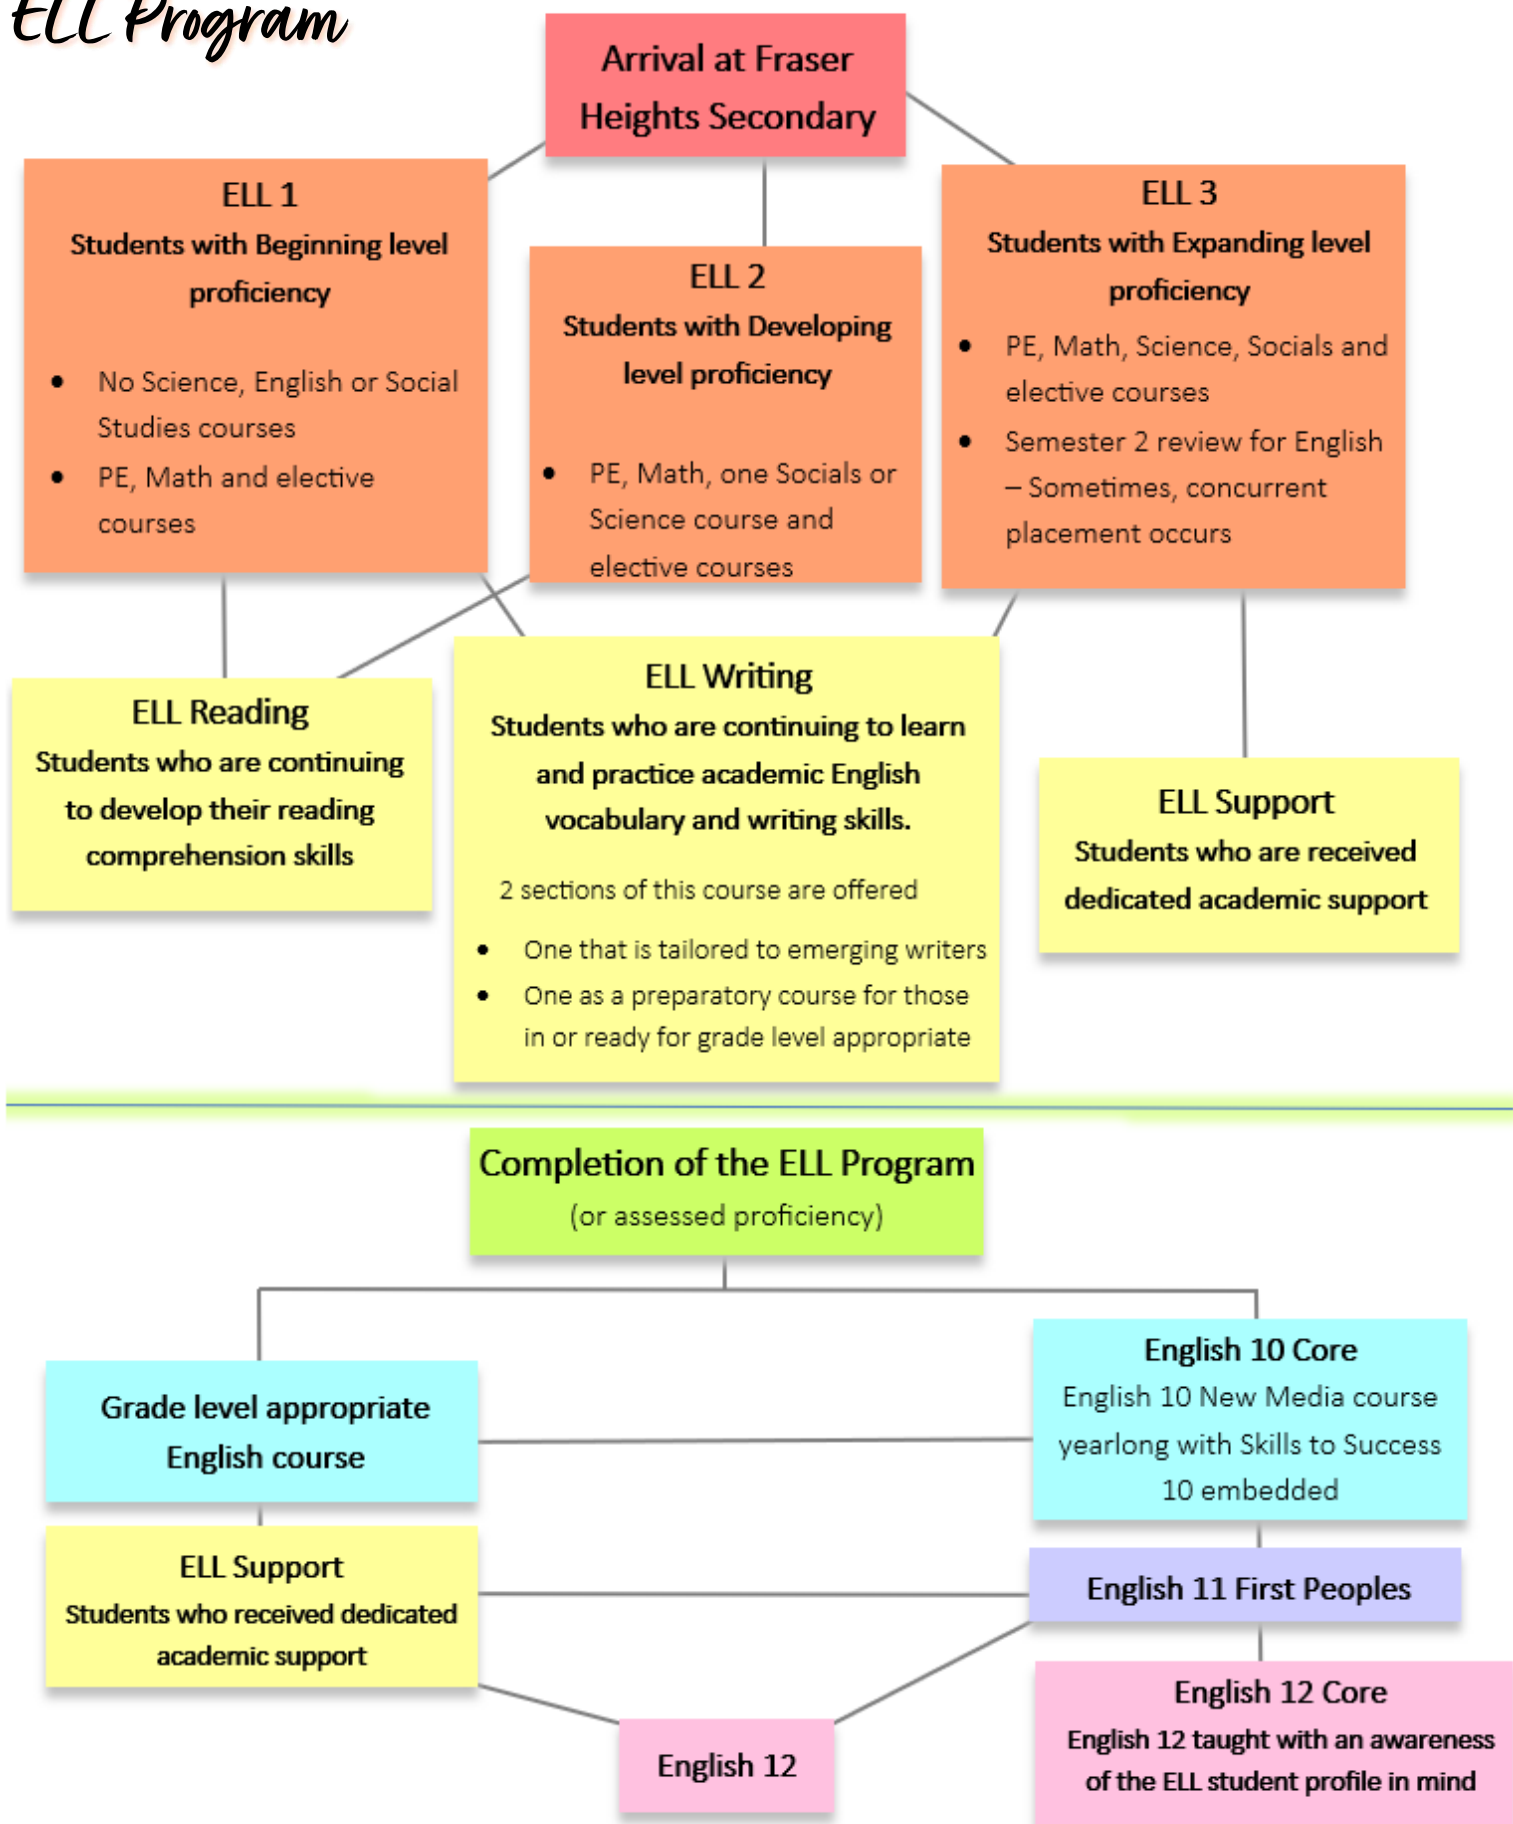 ELL Program
Arrival at Fraser
Heights Secondary
ELL 1
Students with Beginning level
proficiency
• No Science, English or Social
Studies courses
• PE, Math and elective
courses
ELL 2
Students with Developing
level proficiency
• PE, Math, one Socials or
Science course and
elective courses
ELL 3
Students with Expanding level
proficiency
• PE, Math, Science, Socials and
elective courses
• Semester 2 review for English
– Sometimes, concurrent
placement occurs
ELL Reading
Students who are continuing
to develop their reading
comprehension skills
ELL Writing
Students who are continuing to learn
and practice academic English
vocabulary and writing skills.
2 sections of this course are offered
• One that is tailored to emerging writers
• One as a preparatory course for those
in or ready for grade level appropriate
ELL Support
Students who are received
dedicated academic support
Completion of the ELL Program
(or assessed proficiency)
Grade level appropriate
English course
English 10 Core
English 10 New Media course
yearlong with Skills to Success
10 embedded
ELL Support
Students who received dedicated
academic support
English 11 First Peoples
English 12
English 12 Core
English 12 taught with an awareness
of the ELL student profile in mind